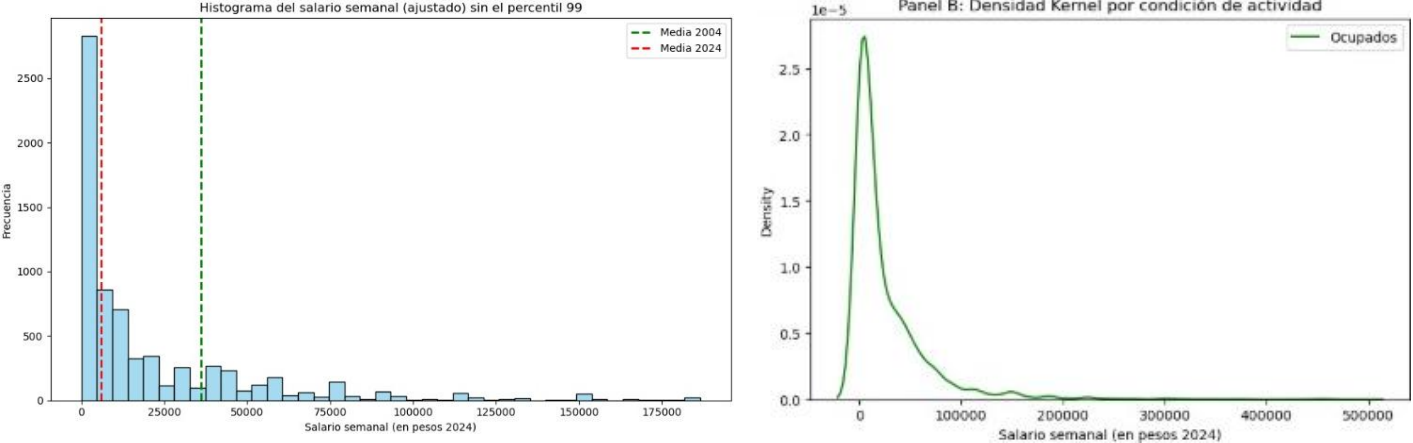 Histograma del salario semanal (ajustado) sin el percentil 99
Media 2004
Media 2024
2500
2000
1500
1000
500
0
Frecuencia
0 25000 50000 75000 100000 125000 150000 175000
Salario semanal (en pesos 2024)
Panel B: Densidad Kernel por condición de actividad
1e−5
Ocupados
2.5
2.0
1.5
1.0
0.5
0.0
Density
0 100000 200000 300000 400000 500000
Salario semanal (en pesos 2024)